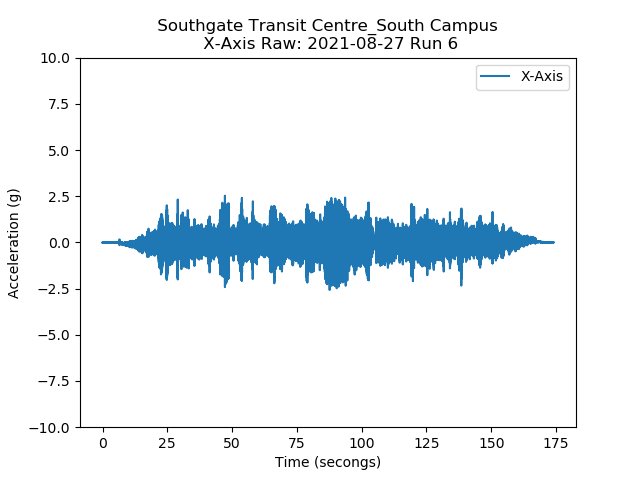 Southgate Transit Centre_South Campus
X-Axis Raw: 2021-08-27 Run 6
X-Axis
10.0
7.5
5.0
2.5
0.0
−2.5
−5.0
−7.5
−10.0
Acceleration (g)
0 25 50 75 100 125 150 175
Time (secongs)